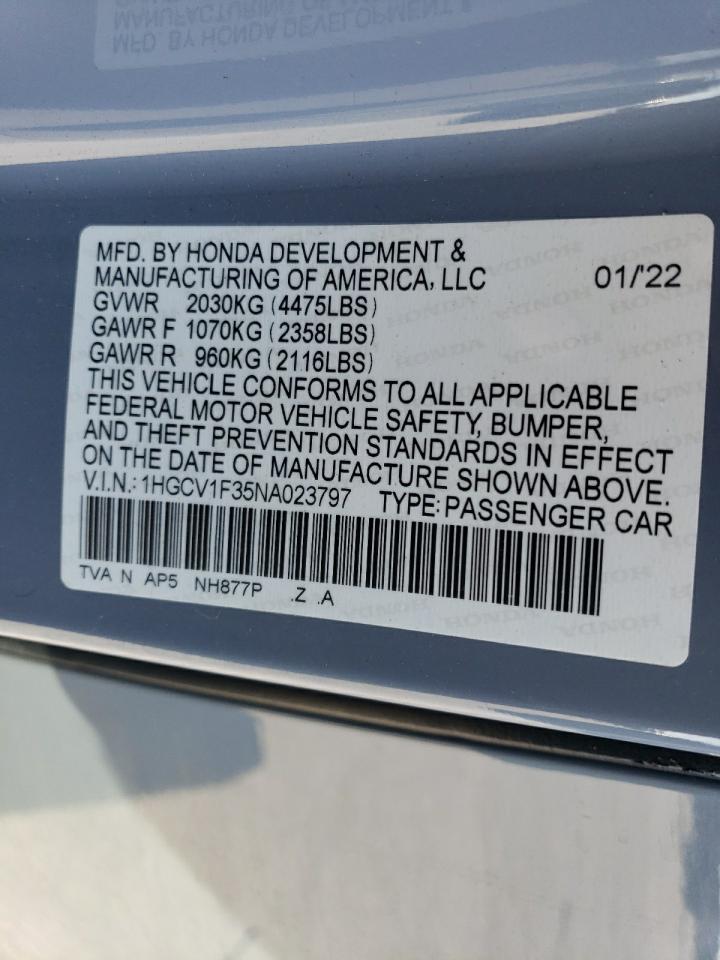 MFD. BY HONDA DEVELOPMENT &
MANUFACTURING OF AMERICA, LLC 01/'22
GVWR 2030KG (4475LBS)
GAWR F 1070KG (2358LBS)
GAWR R 960KG (2116LBS)
THIS VEHICLE CONFORMS TO ALL APPLICABLE
FEDERAL MOTOR VEHICLE SAFETY, BUMPER,
AND THEFT PREVENTION STANDARDS IN EFFECT
ON THE DATE OF MANUFACTURE SHOWN ABOVE.
V.I.N.: 1HGCV1F35NA023797 TYPE: PASSENGER CAR
TVA N AP5 NH877P .Z .A